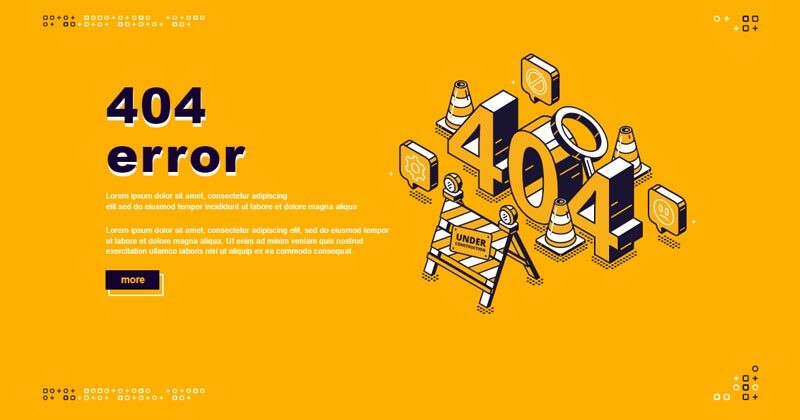 404
error
Lorem ipsum dolor sit amet, consectetur adipiscing
elit sed do eiusmod tempor incididunt ut labore et dolore magna aliqua
Lorem ipsum dolor sit amet, consectetur adipiscing elit, sed do eiusmod tempor
ut labore et dolore magna aliqua. Ut enim ad minim veniam quis nostrud
exercitation ullamco laboris nisi ut aliquip ex ea commodo consequat.
more
404
UNDER
CONSTRUCTION